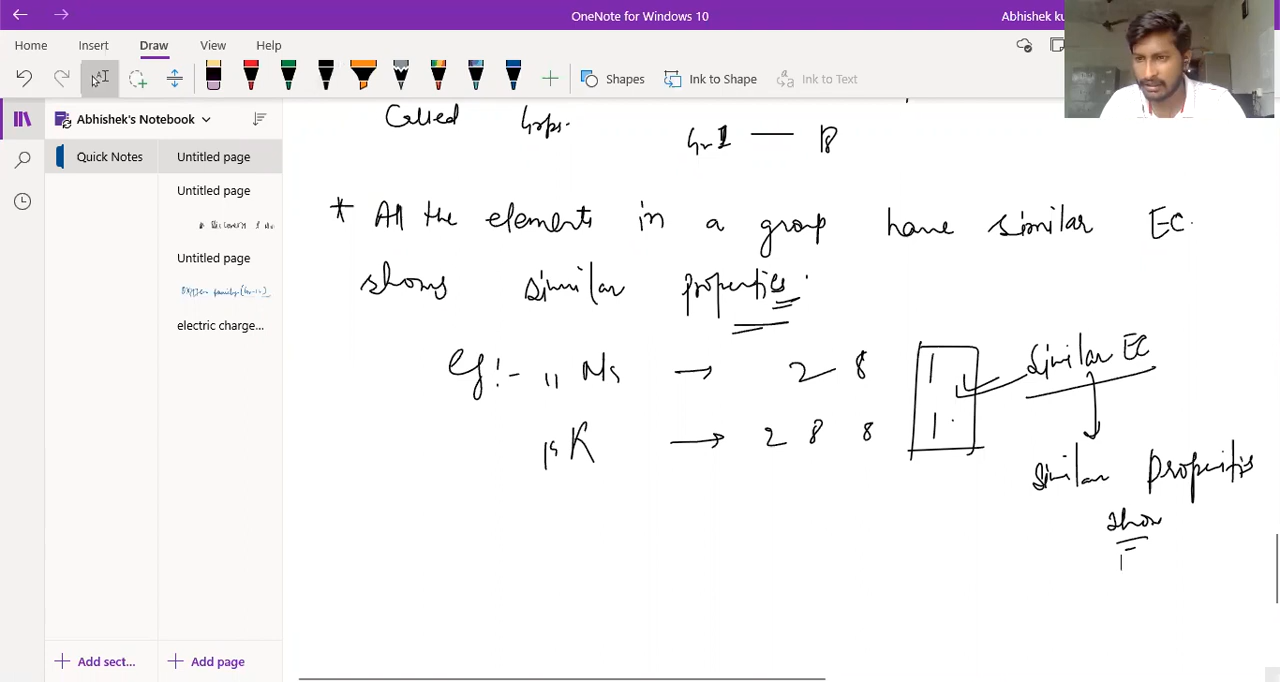 OneNote for Windows 10
Abhishek ku
Home Insert Draw View Help
Shapes Ink to Shape Ink to Text
Abhishek's Notebook
Quick Notes
Untitled page
Untitled page
Untitled page
electric charge...
Add sect...
Add page
Called Grps.
Gr 1 — 18
* All the elements in a group have similar EC.
shows similar properties.
Eg:- 11 Na → 2 8 1
19 K → 2 8 8 1
Similar EC
Similar Properties
show